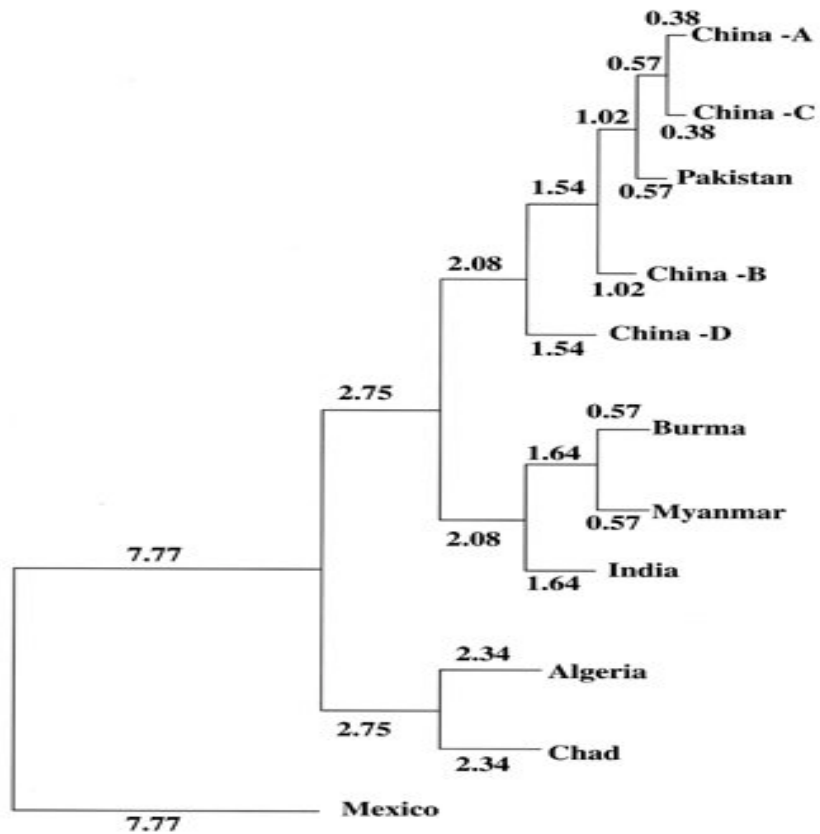 0.38
China -A
0.57
China -C
1.02
0.38
Pakistan
1.54
0.57
2.08
China -B
1.02
China -D
1.54
2.75
0.57
Burma
1.64
Myanmar
0.57
2.08
7.77
India
1.64
2.34
Algeria
2.75
Chad
2.34
Mexico
7.77